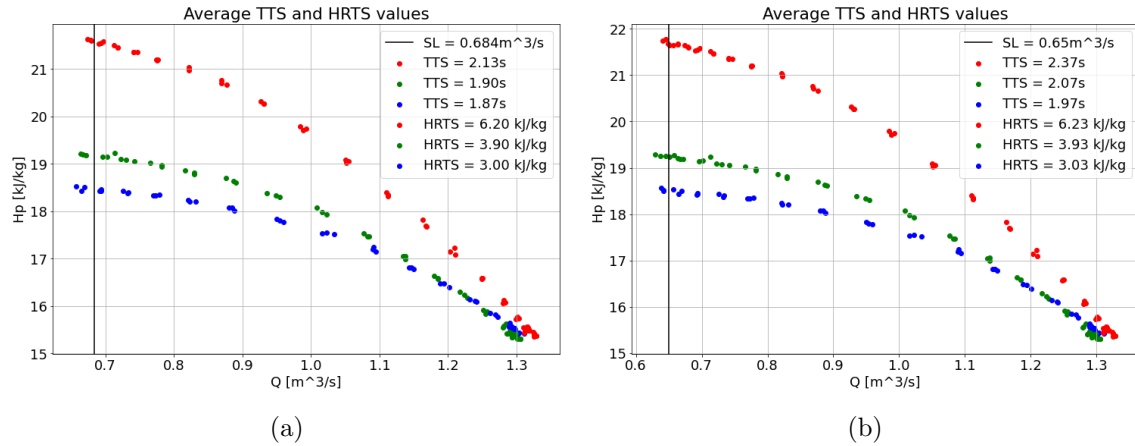 Average TTS and HRTS values
SL = 0.684m^3/s
TTS = 2.13s
TTS = 1.90s
TTS = 1.87s
HRTS = 6.20 kJ/kg
HRTS = 3.90 kJ/kg
HRTS = 3.00 kJ/kg
Hp [kJ/kg]
21
20
19
18
17
16
15
0.7
0.8
0.9
1.0
1.1
1.2
1.3
Q [m^3/s]
(a)
Average TTS and HRTS values
SL = 0.65m^3/s
TTS = 2.37s
TTS = 2.07s
TTS = 1.97s
HRTS = 6.23 kJ/kg
HRTS = 3.93 kJ/kg
HRTS = 3.03 kJ/kg
Hp [kJ/kg]
22
21
20
19
18
17
16
15
0.6
0.7
0.8
0.9
1.0
1.1
1.2
1.3
Q [m^3/s]
(b)